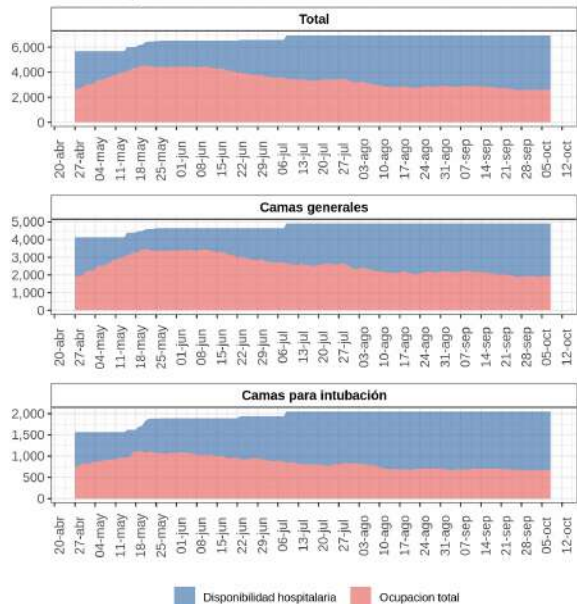 Total
6,000
4,000
2,000
0
20-abr
27-abr
04-may
11-may
18-may
25-may
01-jun
08-jun
15-jun
22-jun
29-jun
06-jul
13-jul
20-jul
27-jul
03-ago
10-ago
17-ago
24-ago
31-ago
07-sep
14-sep
21-sep
28-sep
05-oct
12-oct
Camas generales
5,000
4,000
3,000
2,000
1,000
0
20-abr
27-abr
04-may
11-may
18-may
25-may
01-jun
08-jun
15-jun
22-jun
29-jun
06-jul
13-jul
20-jul
27-jul
03-ago
10-ago
17-ago
24-ago
31-ago
07-sep
14-sep
21-sep
28-sep
05-oct
12-oct
Camas para intubación
2,000
1,500
1,000
500
0
20-abr
27-abr
04-may
11-may
18-may
25-may
01-jun
08-jun
15-jun
22-jun
29-jun
06-jul
13-jul
20-jul
27-jul
03-ago
10-ago
17-ago
24-ago
31-ago
07-sep
14-sep
21-sep
28-sep
05-oct
12-oct
Disponibilidad hospitalaria Ocupacion total